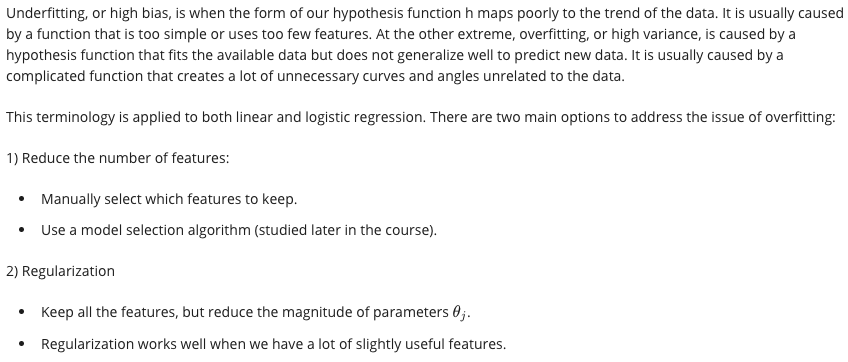 Underfitting, or high bias, is when the form of our hypothesis function h maps poorly to the trend of the data. It is usually caused
by a function that is too simple or uses too few features. At the other extreme, overfitting, or high variance, is caused by a
hypothesis function that fits the available data but does not generalize well to predict new data. It is usually caused by a
complicated function that creates a lot of unnecessary curves and angles unrelated to the data.
This terminology is applied to both linear and logistic regression. There are two main options to address the issue of overfitting:
1) Reduce the number of features:
• Manually select which features to keep.
• Use a model selection algorithm (studied later in the course).
2) Regularization
• Keep all the features, but reduce the magnitude of parameters θⱼ.
• Regularization works well when we have a lot of slightly useful features.